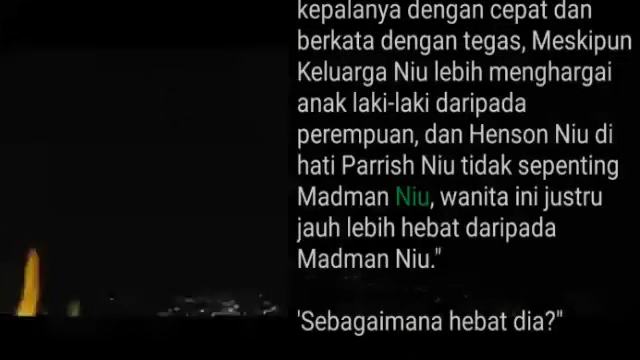 kepalanya dengan cepat dan
berkata dengan tegas, Meskipun
Keluarga Niu lebih menghargai
anak laki-laki daripada
perempuan, dan Henson Niu di
hati Parrish Niu tidak sepenting
Madman Niu, wanita ini justru
jauh lebih hebat daripada
Madman Niu."
'Sebagaimana hebat dia?"